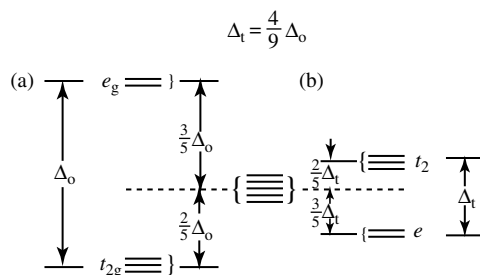 Δt = 4/9 Δo
(a)
(b)
eg
3/5 Δo
Δo
2/5 Δo
t2g
2/5 Δt
t2
3/5 Δt
Δt
e